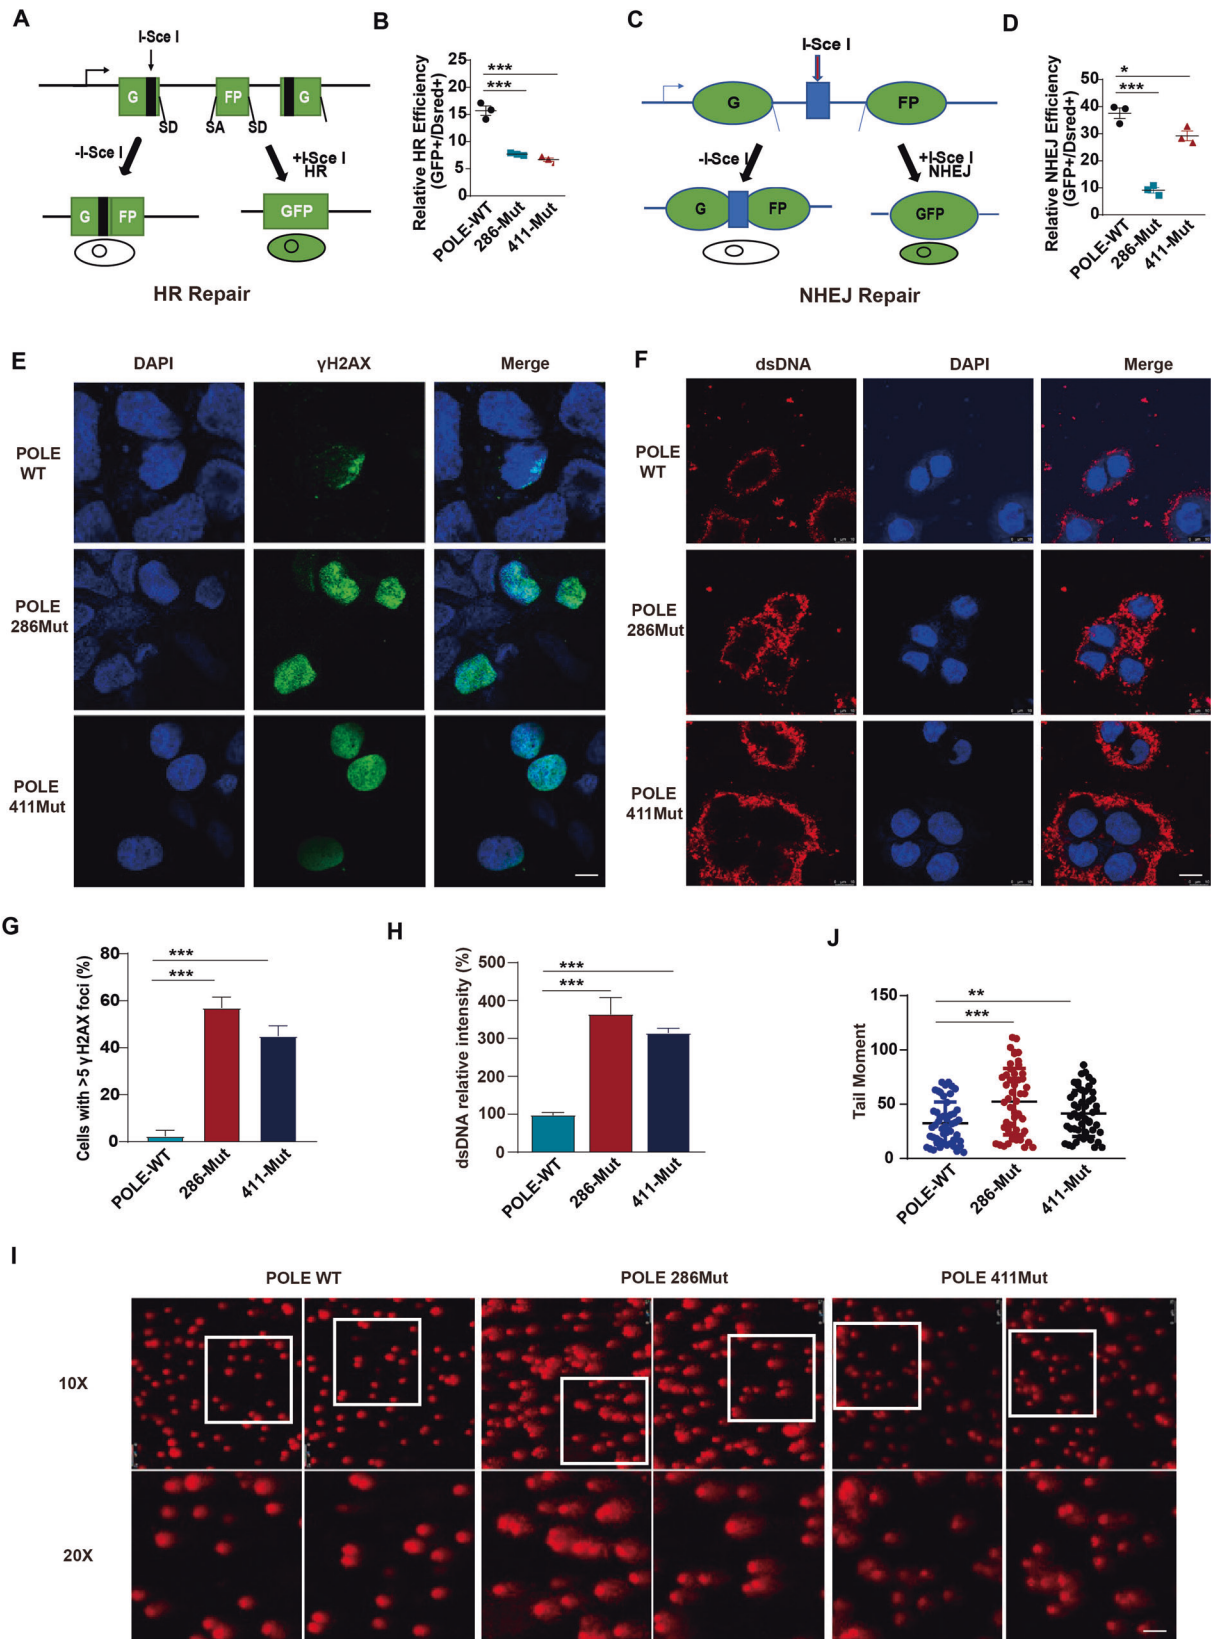 A
I-Sce I
G
FP
G
SD
SA
SD
-I-Sce I
+I-Sce I
HR
G
FP
GFP
HR Repair
B
Relative HR Efficiency
(GFP+/Dsred+)
25
20
15
10
5
0
***
***
POLE-WT
286-Mut
411-Mut
C
I-Sce I
G
FP
-I-Sce I
+I-Sce I
NHEJ
G
FP
GFP
NHEJ Repair
D
Relative NHEJ Efficiency
(GFP+/Dsred+)
50
40
30
20
10
0
*
***
POLE-WT
286-Mut
411-Mut
E
DAPI
γH2AX
Merge
POLE
WT
POLE
286Mut
POLE
411Mut
F
dsDNA
DAPI
Merge
POLE
WT
POLE
286Mut
POLE
411Mut
G
Cells with >5 γH2AX foci (%)
80
60
40
20
0
***
***
POLE-WT
286-Mut
411-Mut
H
dsDNA relative intensity (%)
500
400
300
200
100
0
***
***
POLE-WT
286-Mut
411-Mut
J
Tail Moment
150
100
50
0
**
***
POLE-WT
286-Mut
411-Mut
I
POLE WT
POLE 286Mut
POLE 411Mut
10X
20X